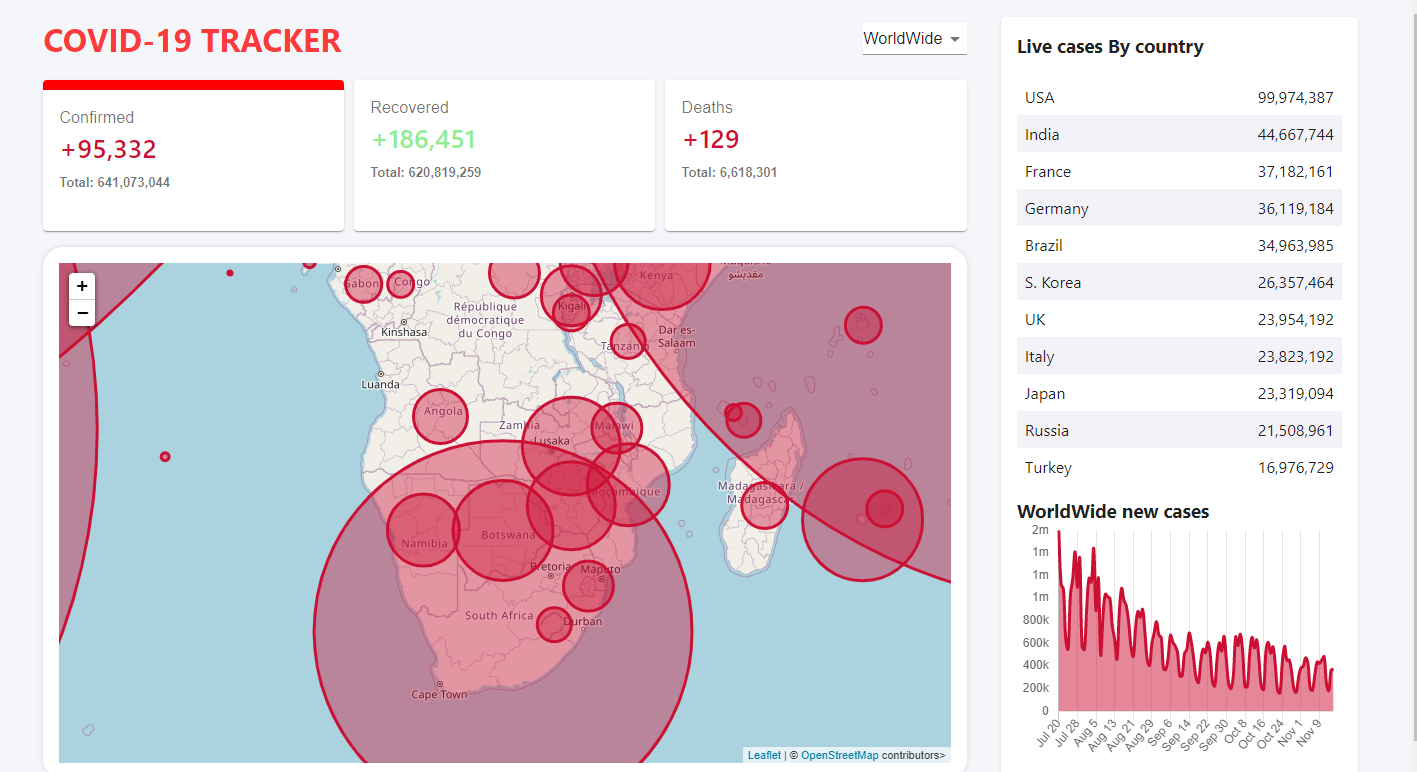 COVID-19 TRACKER
WorldWide
Confirmed
+95,332
Total: 641,073,044
Recovered
+186,451
Total: 620,819,259
Deaths
+129
Total: 6,618,301
+
−
Gabon
Congo
Kenya
مقديشو
République
démocratique
du Congo
Kigali
Kinshasa
Dar es-
Salaam
Tanzania
Luanda
Angola
Zambia
Malawi
Lusaka
Moçambique
Madagasikara /
Madagascar
Namibia
Botswana
Pretoria
Maputo
South Africa
Durban
Cape Town
Leaflet | © OpenStreetMap contributors>
Live cases By country
USA 99,974,387
India 44,667,744
France 37,182,161
Germany 36,119,184
Brazil 34,963,985
S. Korea 26,357,464
UK 23,954,192
Italy 23,823,192
Japan 23,319,094
Russia 21,508,961
Turkey 16,976,729
WorldWide new cases
2m
1m
1m
1m
800k
600k
400k
200k
0
Jul 20
Jul 28
Aug 5
Aug 13
Aug 21
Aug 29
Sep 6
Sep 14
Sep 22
Sep 30
Oct 8
Oct 16
Oct 24
Nov 1
Nov 9